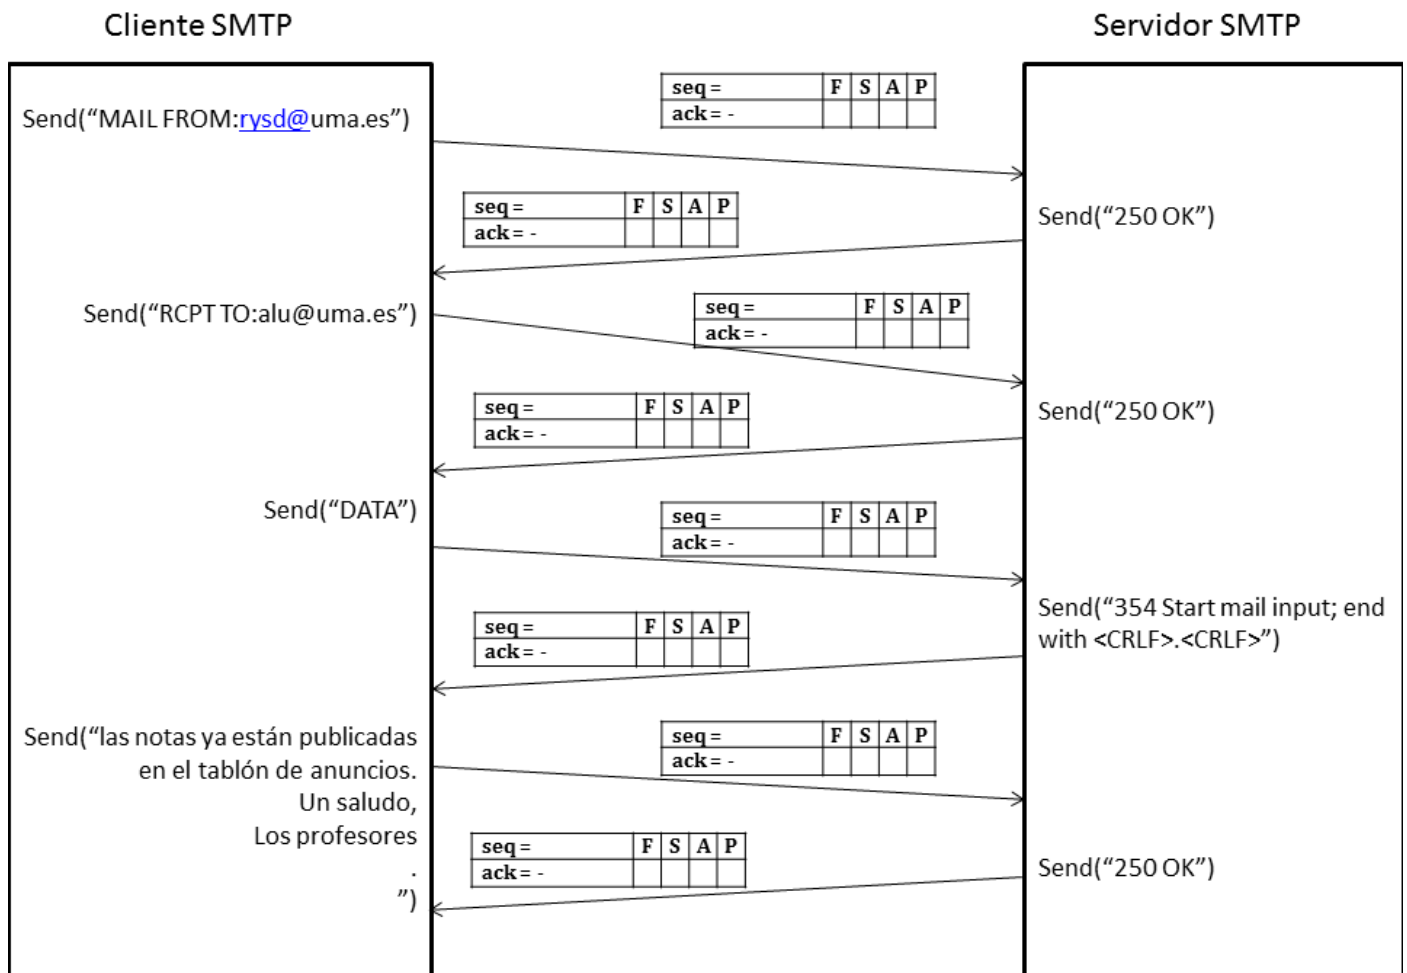 Cliente SMTP
Servidor SMTP
seq = F S A P
ack = -
Send(“MAIL FROM:rysd@uma.es”)
seq = F S A P
ack = -
Send(“250 OK”)
Send(“RCPT TO:alu@uma.es”)
seq = F S A P
ack = -
seq = F S A P
ack = -
Send(“250 OK”)
Send(“DATA”)
seq = F S A P
ack = -
Send(“354 Start mail input; end
with <CRLF>.<CRLF>”)
seq = F S A P
ack = -
Send(“las notas ya están publicadas
en el tablón de anuncios.
Un saludo,
Los profesores
.
”)
seq = F S A P
ack = -
seq = F S A P
ack = -
Send(“250 OK”)